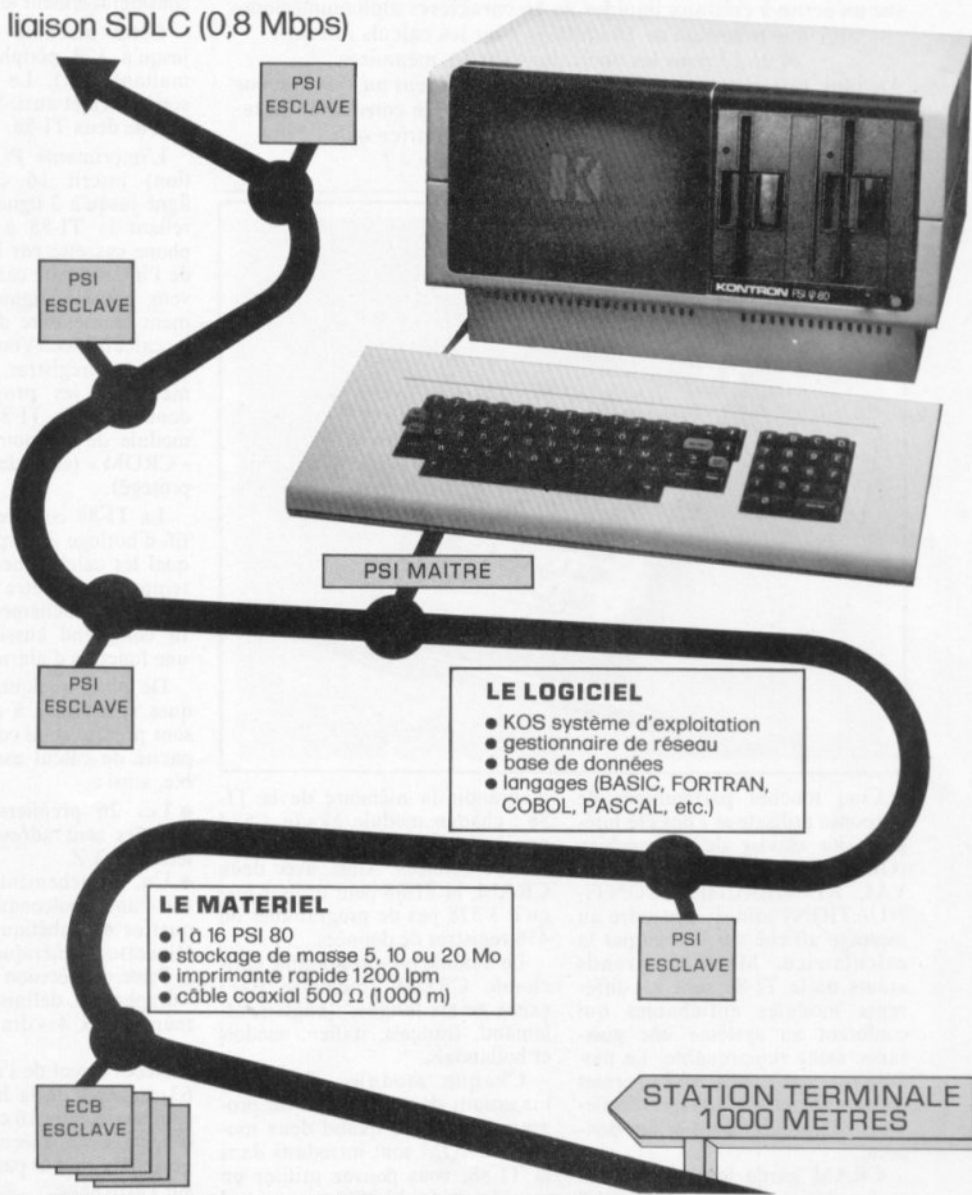 liaison SDLC (0,8 Mbps)
PSI
ESCLAVE
PSI
ESCLAVE
K
KONTRON PSI Ψ 80
PSI MAITRE
PSI
ESCLAVE
LE LOGICIEL
● KOS système d'exploitation
● gestionnaire de réseau
● base de données
● langages (BASIC, FORTRAN,
COBOL, PASCAL, etc.)
LE MATERIEL
● 1 à 16 PSI 80
● stockage de masse 5, 10 ou 20 Mo
● imprimante rapide 1200 lpm
● câble coaxial 500 Ω (1000 m)
PSI
ESCLAVE
ECB
ESCLAVE
STATION TERMINALE
1000 METRES